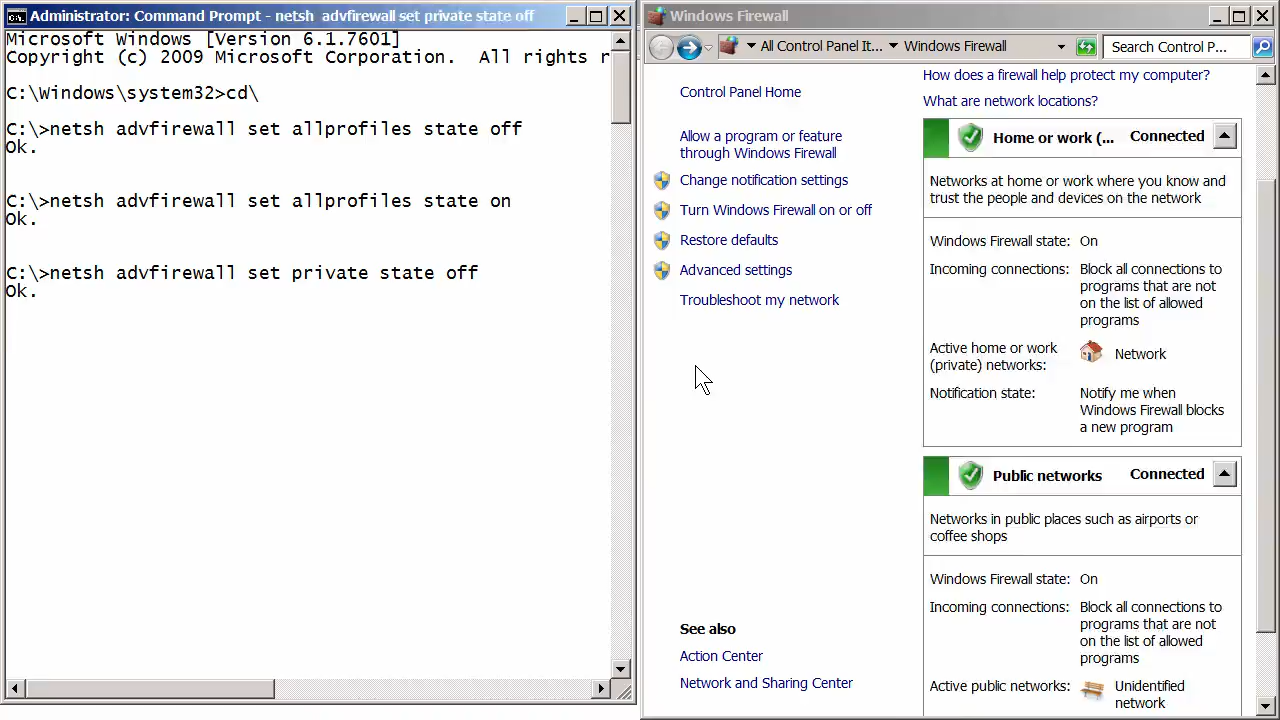 Administrator: Command Prompt - netsh  advfirewall set private state off
Microsoft Windows [Version 6.1.7601]
Copyright (c) 2009 Microsoft Corporation.  All rights r
C:\Windows\system32>cd\
C:\>netsh advfirewall set allprofiles state off
Ok.
C:\>netsh advfirewall set allprofiles state on
Ok.
C:\>netsh advfirewall set private state off
Ok.
Windows Firewall
All Control Panel It... Windows Firewall
Search Control P...
Control Panel Home
Allow a program or feature
through Windows Firewall
Change notification settings
Turn Windows Firewall on or off
Restore defaults
Advanced settings
Troubleshoot my network
See also
Action Center
Network and Sharing Center
How does a firewall help protect my computer?
What are network locations?
Home or work (... Connected
Networks at home or work where you know and
trust the people and devices on the network
Windows Firewall state: On
Incoming connections: Block all connections to
programs that are not
on the list of allowed
programs
Active home or work
(private) networks: Network
Notification state: Notify me when
Windows Firewall blocks
a new program
Public networks Connected
Networks in public places such as airports or
coffee shops
Windows Firewall state: On
Incoming connections: Block all connections to
programs that are not
on the list of allowed
programs
Active public networks: Unidentified
network